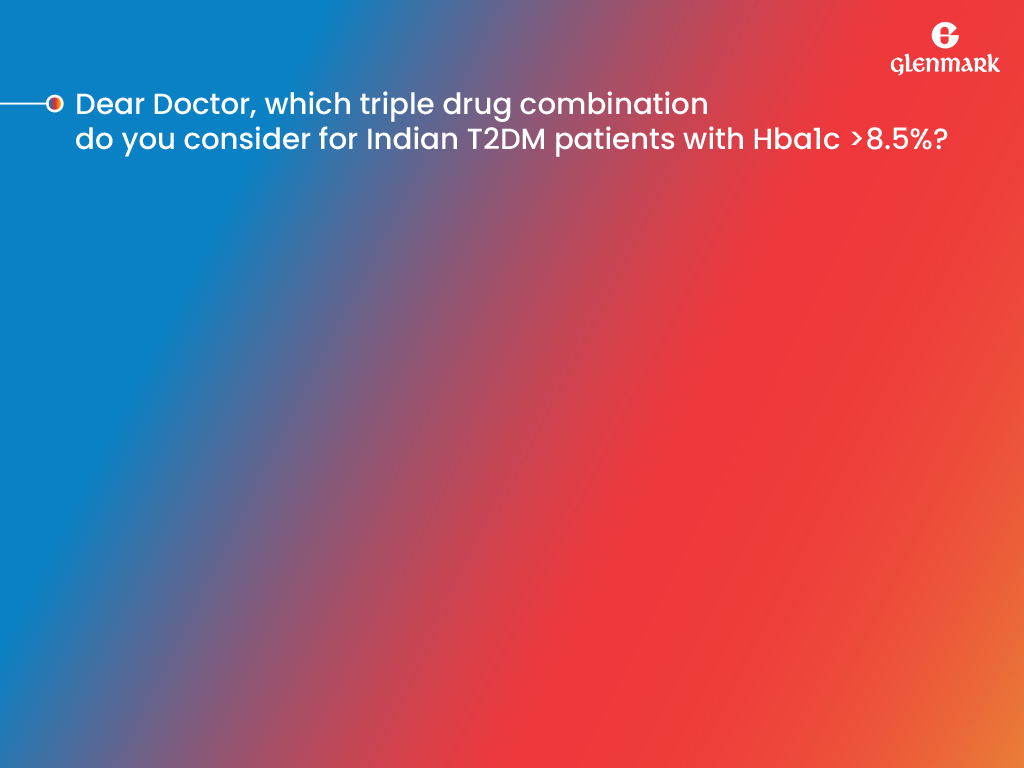 GLENMARK
Dear Doctor, which triple drug combination
do you consider for Indian T2DM patients with Hba1c >8.5%?